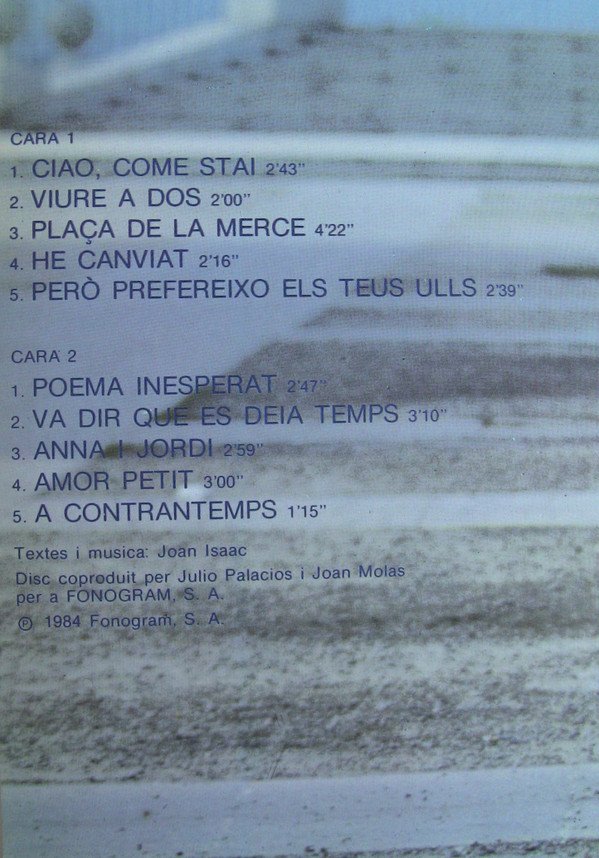 CARA 1
1. CIAO, COME STAI 2'43"
2. VIURE A DOS 2'00"
3. PLAÇA DE LA MERCE 4'22"
4. HE CANVIAT 2'16"
5. PERÒ PREFEREIXO ELS TEUS ULLS 2'39"
CARA 2
1. POEMA INESPERAT 2'47"
2. VA DIR QUE ES DEIA TEMPS 3'10"
3. ANNA I JORDI 2'59"
4. AMOR PETIT 3'00"
5. A CONTRANTEMPS 1'15"
Textes i musica: Joan Isaac
Disc coproduit per Julio Palacios i Joan Molas
per a FONOGRAM, S. A.
℗ 1984 Fonogram, S. A.